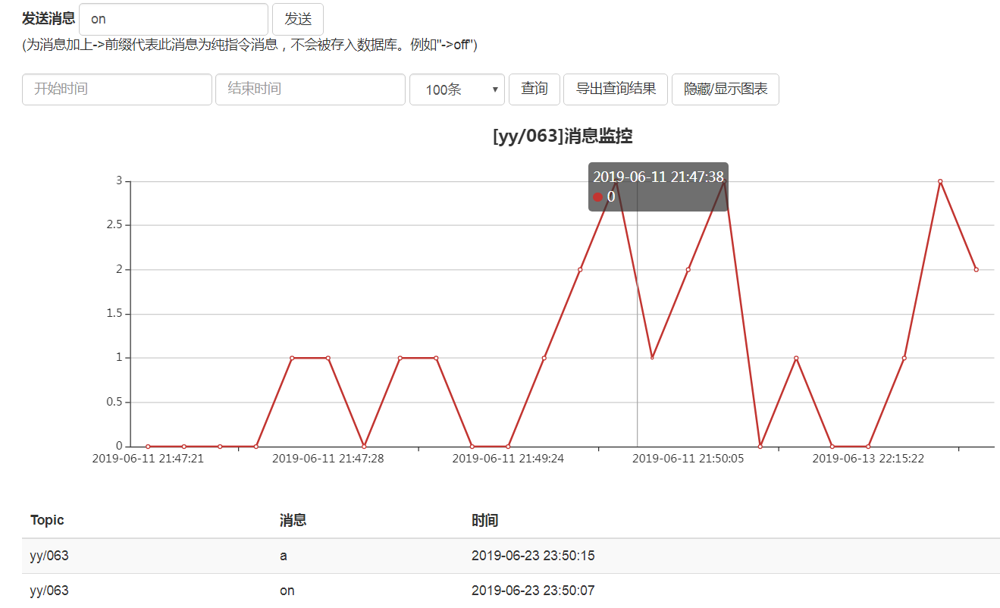 发送消息 on 发送
(为消息加上->前缀代表此消息为纯指令消息，不会被存入数据库。例如"->off")
开始时间 结束时间 100条 查询 导出查询结果 隐藏/显示图表
[yy/063]消息监控
2019-06-11 21:47:38
0
3
2.5
2
1.5
1
0.5
0
2019-06-11 21:47:21 2019-06-11 21:47:28 2019-06-11 21:49:24 2019-06-11 21:50:05 2019-06-13 22:15:22
Topic 消息 时间
yy/063 a 2019-06-23 23:50:15
yy/063 on 2019-06-23 23:50:07